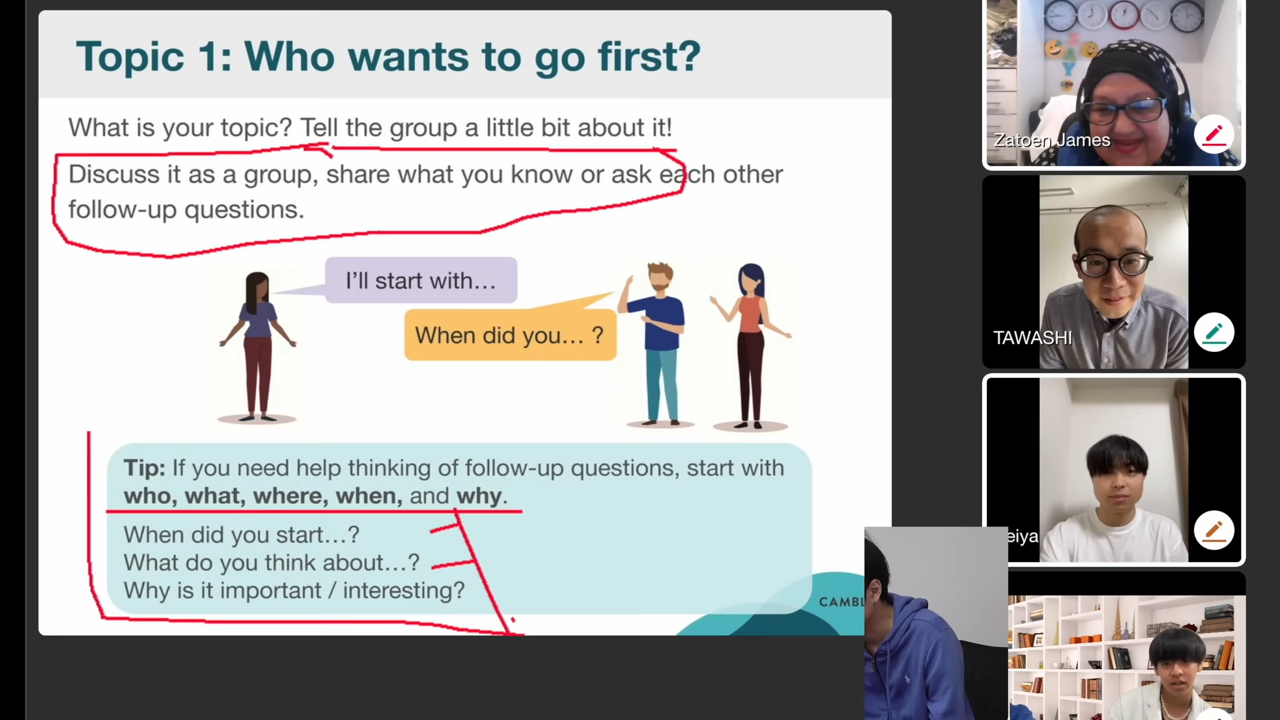 Topic 1: Who wants to go first?
What is your topic? Tell the group a little bit about it!
Discuss it as a group, share what you know or ask each other
follow-up questions.
I'll start with…
When did you… ?
Tip: If you need help thinking of follow-up questions, start with
who, what, where, when, and why.
When did you start…?
What do you think about…?
Why is it important / interesting?
CAMBL
Zatoen James
TAWASHI
eiya